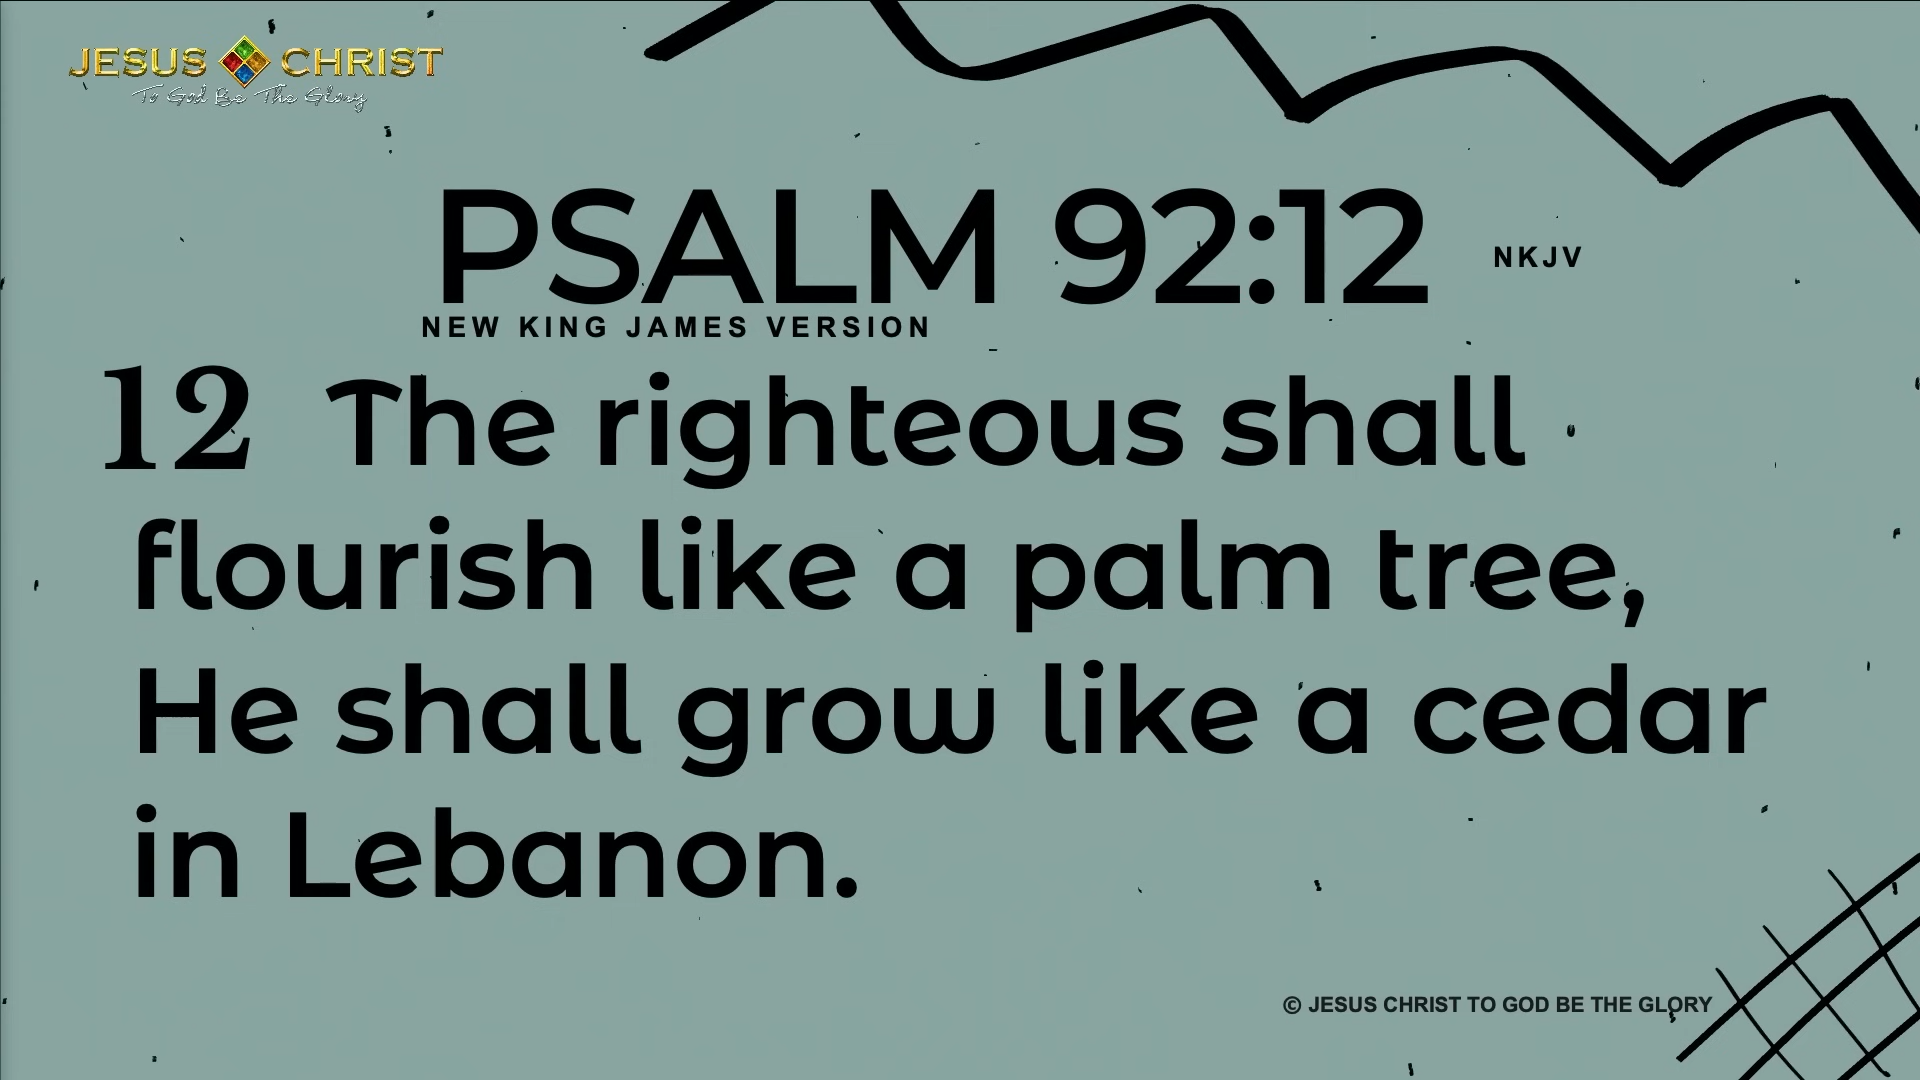 JESUS CHRIST
To God Be The Glory
PSALM 92:12 NKJV
NEW KING JAMES VERSION
12 The righteous shall
flourish like a palm tree,
He shall grow like a cedar
in Lebanon.
© JESUS CHRIST TO GOD BE THE GLORY